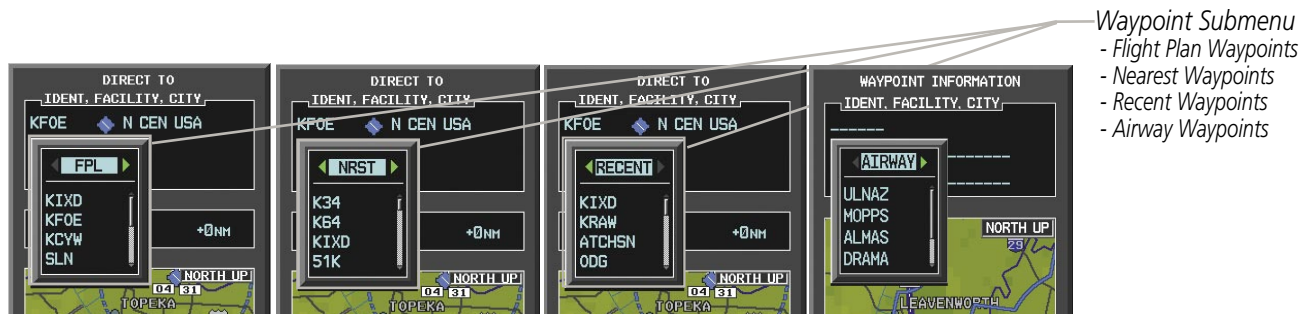 Waypoint Submenu
- Flight Plan Waypoints
- Nearest Waypoints
- Recent Waypoints
- Airway Waypoints
DIRECT TO
IDENT, FACILITY, CITY
KFOE N CEN USA
FPL
KIXD
KFOE
KCYW
SLN
+0NM
NORTH UP
04 31
TOPEKA
DIRECT TO
IDENT, FACILITY, CITY
KFOE N CEN USA
NRST
K34
K64
KIXD
51K
+0NM
NORTH UP
04 31
TOPEKA
DIRECT TO
IDENT, FACILITY, CITY
KFOE N CEN USA
RECENT
KIXD
KRAW
ATCHSN
ODG
+0NM
NORTH UP
04 31
TOPEKA
WAYPOINT INFORMATION
IDENT, FACILITY, CITY
------
AIRWAY
ULNAZ
MOPPS
ALMAS
DRAMA
NORTH UP
29
LEAVENWORTH